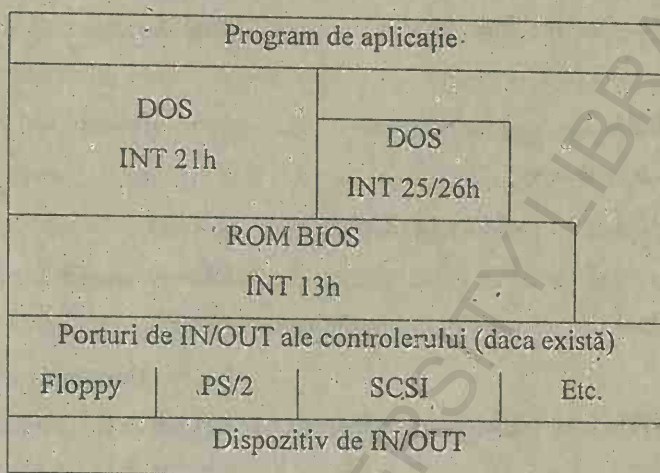 Program de aplicație
DOS
INT 21h
DOS
INT 25/26h
ROM BIOS
INT 13h
Porturi de IN/OUT ale controlerului (daca există)
Floppy PS/2 SCSI Etc.
Dispozitiv de IN/OUT